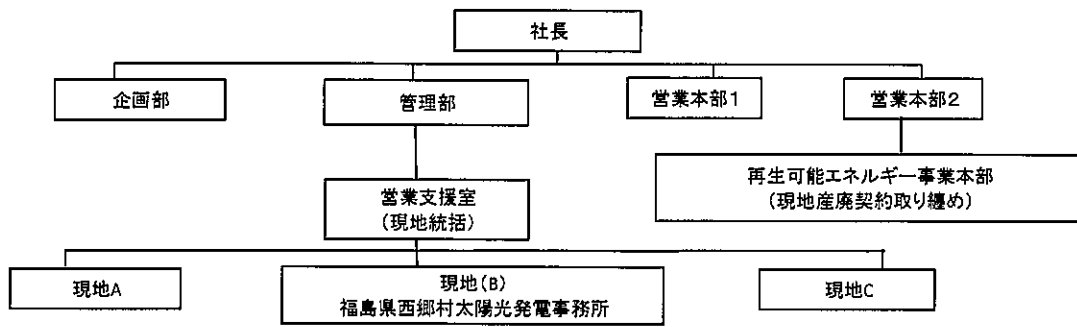 社長
企画部
管理部
営業本部1
営業本部2
再生可能エネルギー事業本部
(現地産廃契約取り纏め)
営業支援室
(現地統括)
現地A
現地(B)
福島県西郷村太陽光発電事務所
現地C